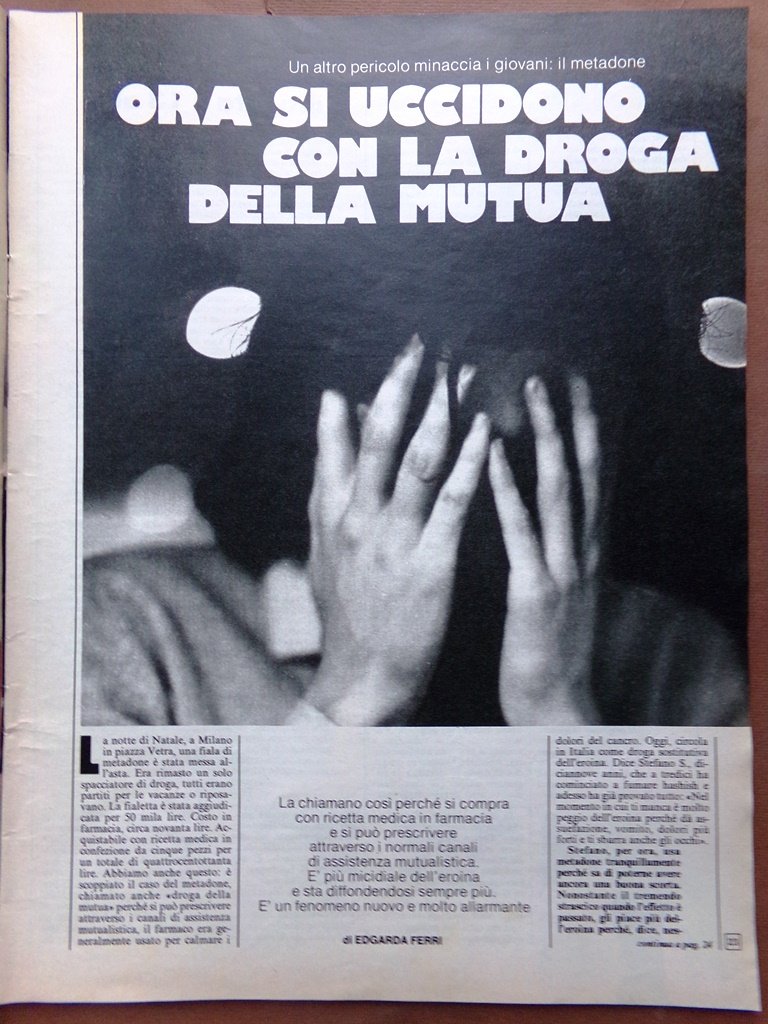 Un altro pericolo minaccia i giovani: il metadone
ORA SI UCCIDONO
CON LA DROGA
DELLA MUTUA
La notte di Natale, a Milano
in piazza Vetra, una fiala di
metadone è stata messa al-
l'asta. Era rimasto un solo
spacciatore di droga, tutti erano
partiti per le vacanze o riposa-
vano. La fialetta è stata aggiudi-
cata per 50 mila lire. Costo in
farmacia, circa novanta lire. Ac-
quistabile con ricetta medica in
confezione da cinque pezzi per
un totale di quattrocentottanta
lire. Abbiamo anche questo: è
scoppiato il caso del metadone,
chiamato anche «droga della
mutua» perché si può prescrivere
attraverso i canali di assistenza
mutualistica, il farmaco era ge-
neralmente usato per calmare i
La chiamano così perché si compra
con ricetta medica in farmacia
e si può prescrivere
attraverso i normali canali
di assistenza mutualistica.
E' più micidiale dell'eroina
e sta diffondendosi sempre più.
E' un fenomeno nuovo e molto allarmante
di EDGARDA FERRI
dolori del cancro. Oggi, circola
in Italia come droga sostitutiva
dell'eroina. Dice Stefano S., di-
ciannove anni, che a tredici ha
cominciato a fumare hashish e
adesso ha già provato tutto: «Nel
momento in cui ti manca è molto
peggio dell'eroina perché dà as-
suefazione, vomito, dolori più
forti e ti sbarra anche gli occhi».
Stefano, per ora, usa
metadone tranquillamente
perché sa di poterne avere
ancora una buona scorta.
Nonostante il tremendo
strascico quando l'effetto è
passato, gli piace più del-
l'eroina perché, dice, nes-
continua a pag. 24